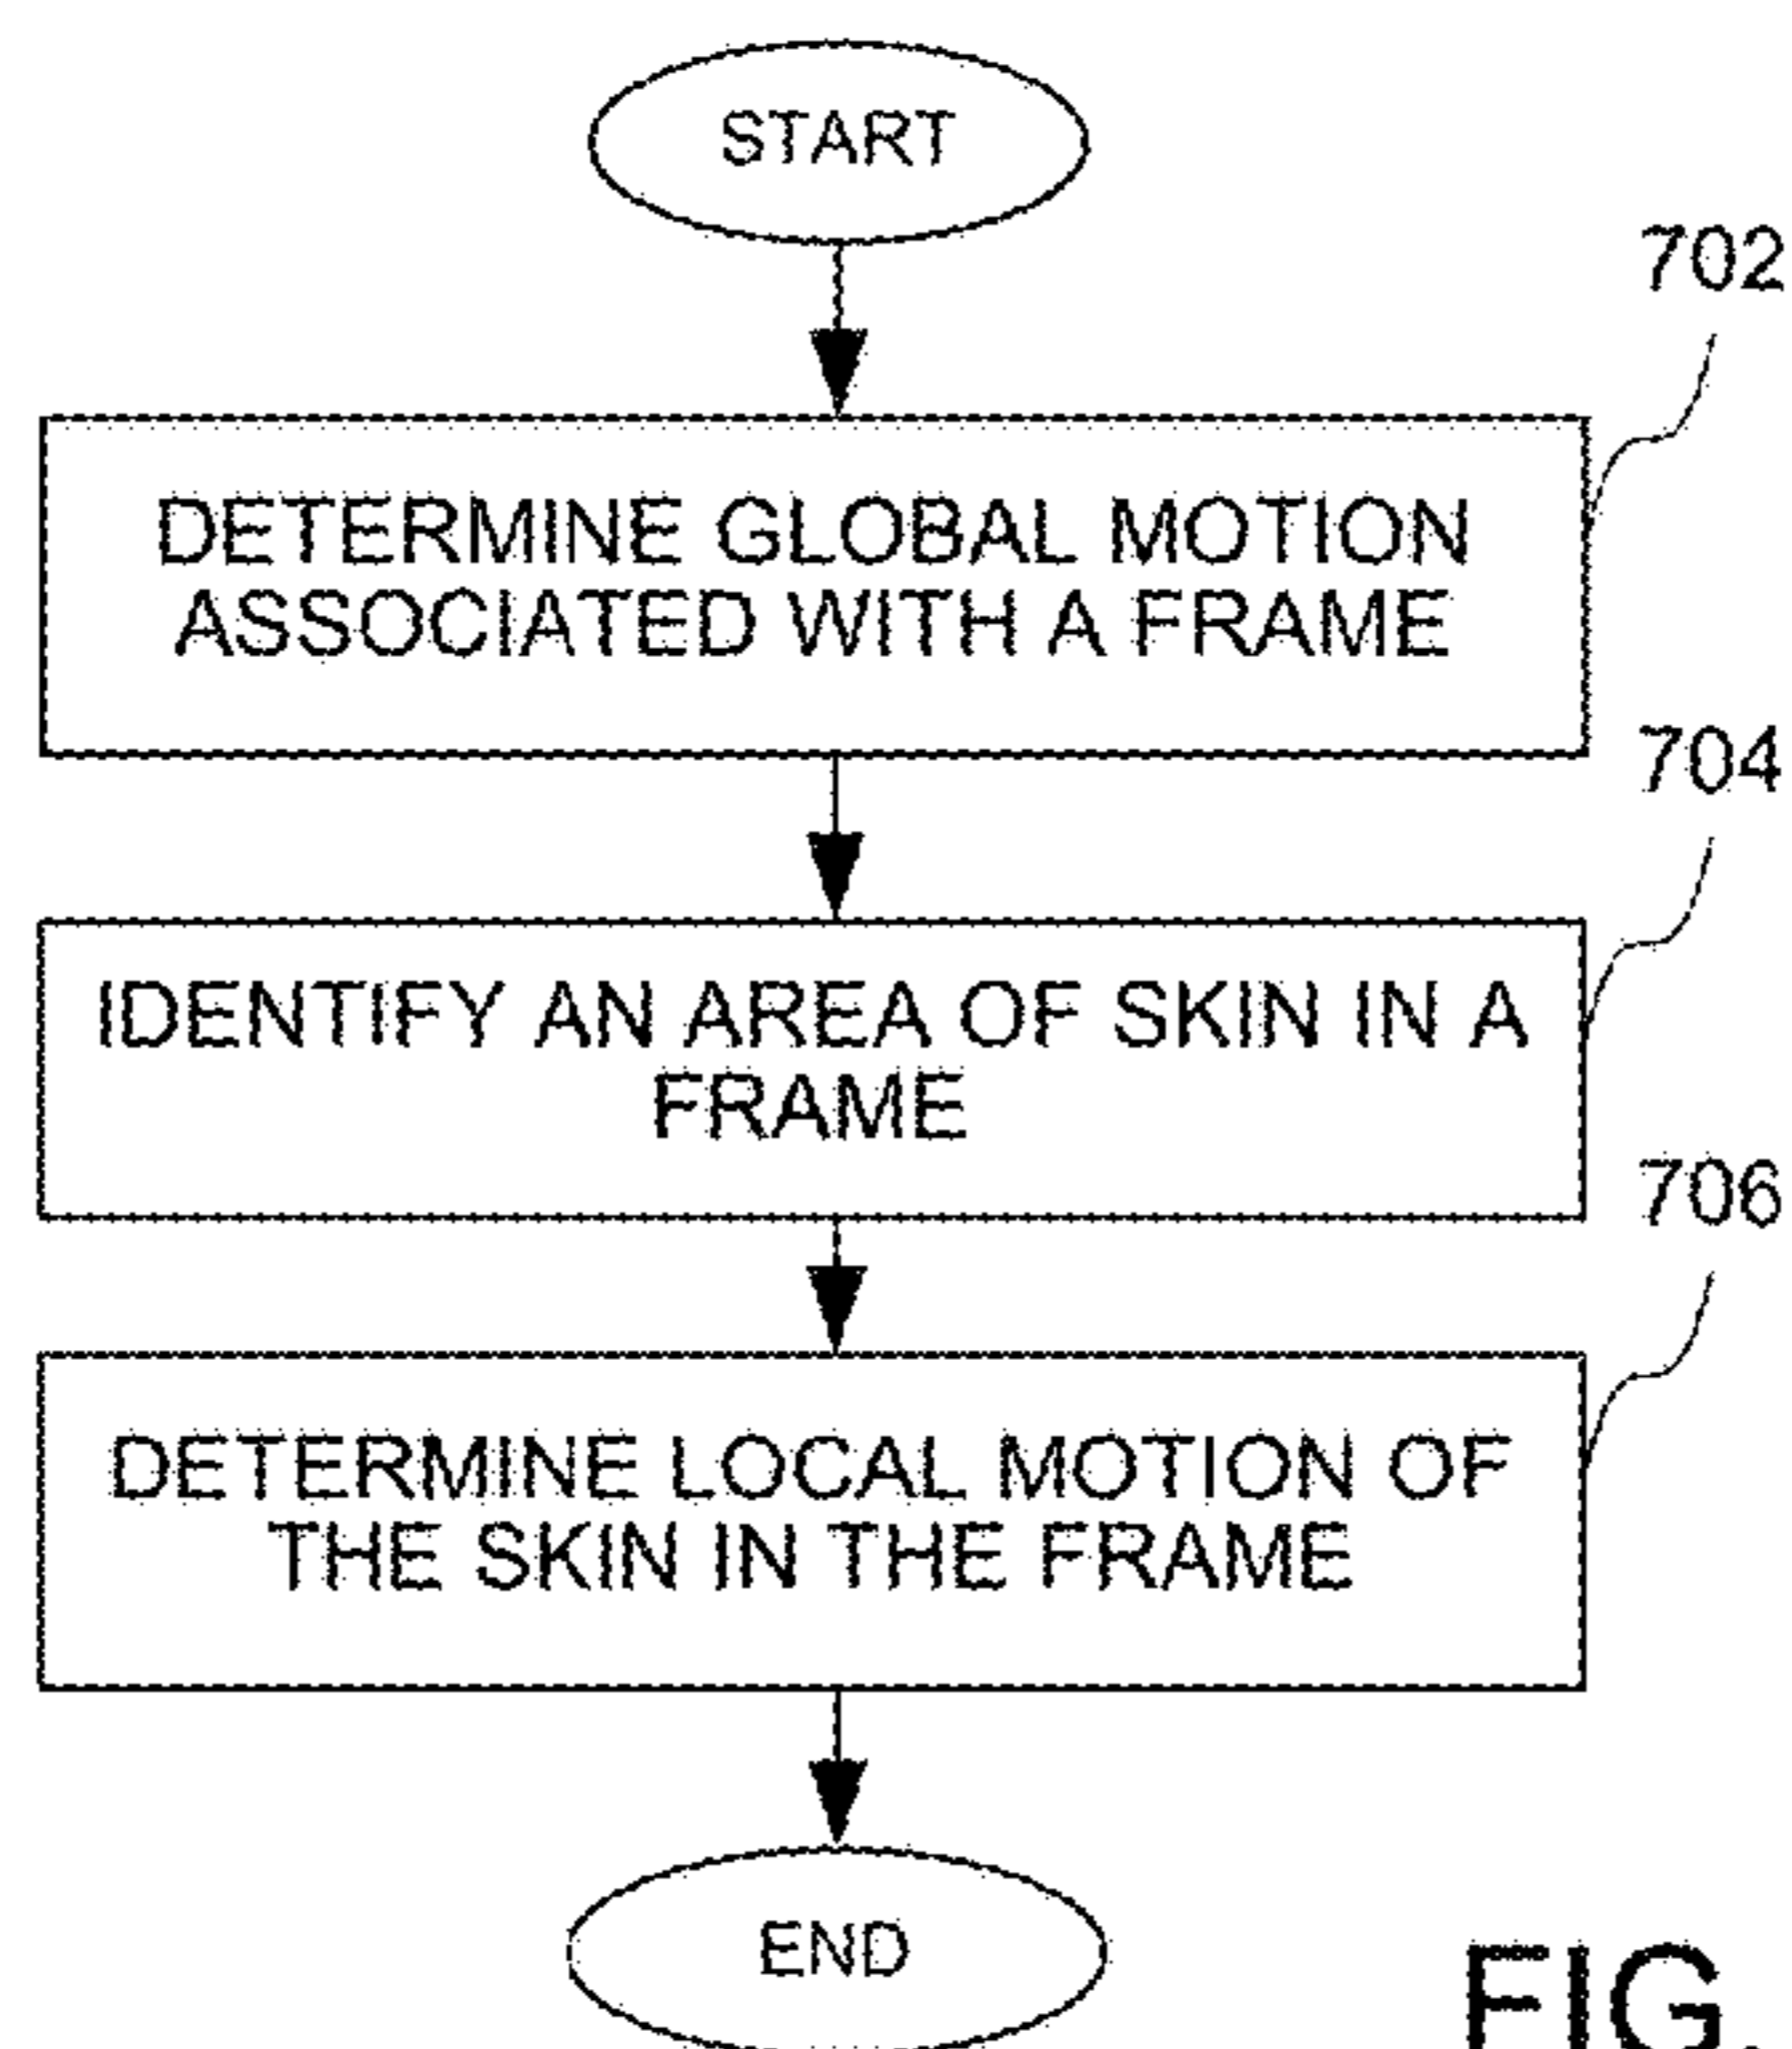 START
702
DETERMINE GLOBAL MOTION
ASSOCIATED WITH A FRAME
704
IDENTIFY AN AREA OF SKIN IN A
FRAME
706
DETERMINE LOCAL MOTION OF
THE SKIN IN THE FRAME
END
FIG.